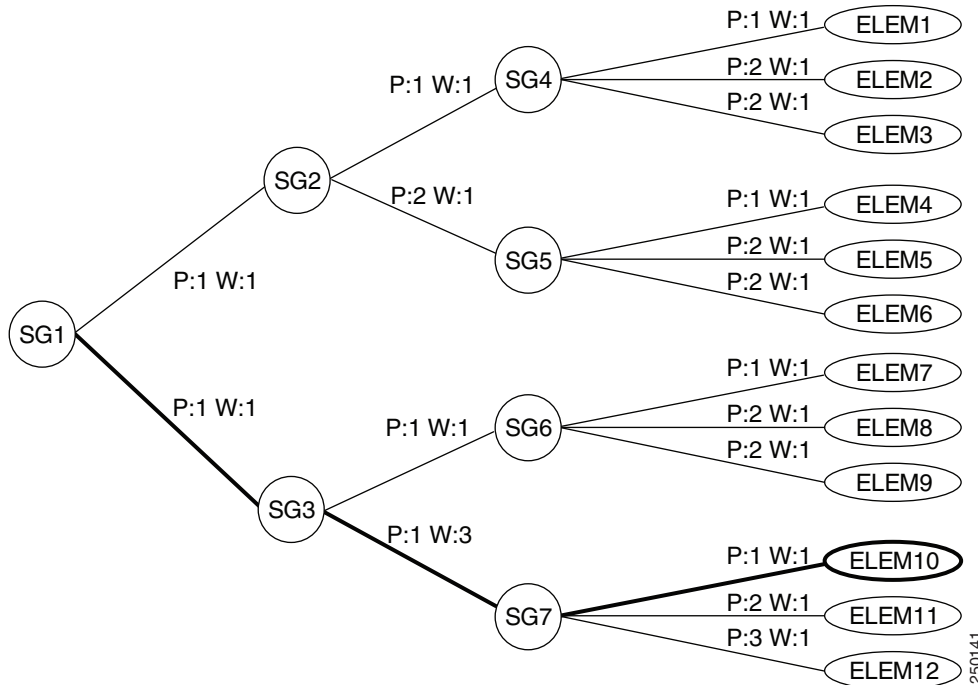 P:1 W:1 ELEM1
SG4 P:2 W:1 ELEM2
P:1 W:1
P:2 W:1 ELEM3
SG2
P:2 W:1 P:1 W:1 ELEM4
SG5 P:2 W:1 ELEM5
P:1 W:1 P:2 W:1 ELEM6
SG1
P:1 W:1 ELEM7
P:1 W:1 P:1 W:1 SG6 P:2 W:1 ELEM8
P:2 W:1 ELEM9
SG3
P:1 W:3
P:1 W:1 ELEM10
SG7 P:2 W:1 ELEM11
P:3 W:1 ELEM12
250141